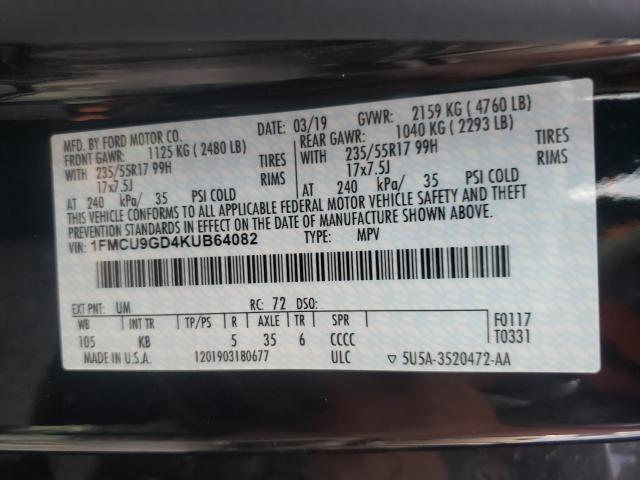 MFD. BY FORD MOTOR CO.
DATE: 03/19 GVWR: 2159 KG ( 4760 LB)
FRONT GAWR: 1125 KG ( 2480 LB)
REAR GAWR: 1040 KG ( 2293 LB)
WITH 235/55R17 99H TIRES
WITH 235/55R17 99H TIRES
17x7.5J RIMS
17x7.5J RIMS
AT 240 kPa/ 35 PSI COLD
AT 240 kPa/ 35 PSI COLD
THIS VEHICLE CONFORMS TO ALL APPLICABLE FEDERAL MOTOR VEHICLE SAFETY AND THEFT
PREVENTION STANDARDS IN EFFECT ON THE DATE OF MANUFACTURE SHOWN ABOVE.
VIN: 1FMCU9GD4KUB64082 TYPE: MPV
EXT PNT: UM RC: 72 DSO:
WB INT TR TP/PS R AXLE TR SPR
105 KB 5 35 6 CCCC
F0117
T0331
MADE IN USA 1201903180677 ULC ▽ 5U5A-3520472-AA